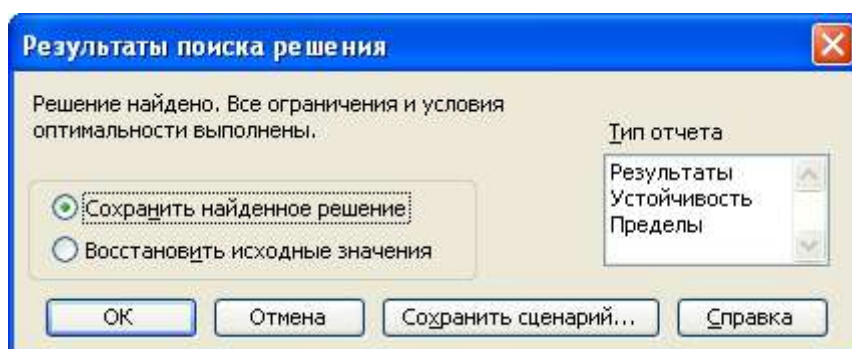 Результаты поиска решения
Решение найдено. Все ограничения и условия
оптимальности выполнены.
Тип отчета
Результаты
Устойчивость
Пределы
Сохранить найденное решение
Восстановить исходные значения
ОК
Отмена
Сохранить сценарий...
Справка